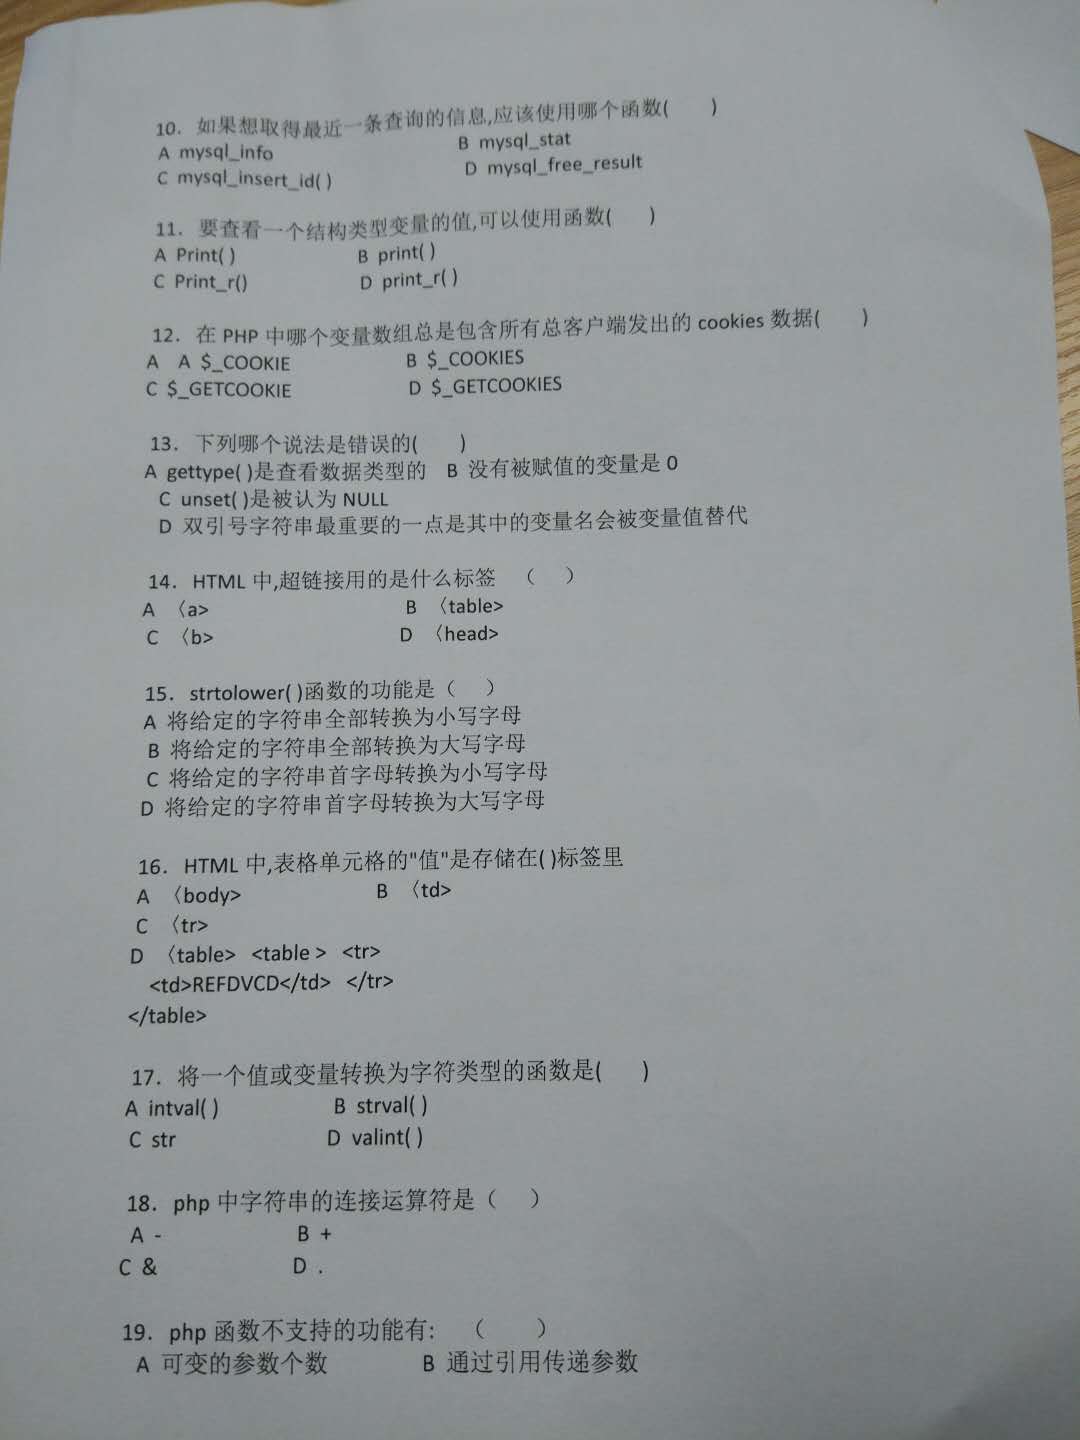 10. 如果想取得最近一条查询的信息,应该使用哪个函数( )
A mysql_info B mysql_stat
C mysql_insert_id( ) D mysql_free_result
11. 要查看一个结构类型变量的值,可以使用函数( )
A Print( ) B print( )
C Print_r() D print_r( )
12. 在 PHP 中哪个变量数组总是包含所有总客户端发出的 cookies 数据( )
A A $_COOKIE B $_COOKIES
C $_GETCOOKIE D $_GETCOOKIES
13. 下列哪个说法是错误的( )
A gettype( )是查看数据类型的 B 没有被赋值的变量是 0
C unset( )是被认为 NULL
D 双引号字符串最重要的一点是其中的变量名会被变量值替代
14. HTML 中,超链接用的是什么标签 ( )
A 〈a> B 〈table>
C 〈b> D 〈head>
15. strtolower( )函数的功能是( )
A 将给定的字符串全部转换为小写字母
B 将给定的字符串全部转换为大写字母
C 将给定的字符串首字母转换为小写字母
D 将给定的字符串首字母转换为大写字母
16. HTML 中,表格单元格的"值"是存储在( )标签里
A 〈body> B 〈td>
C 〈tr>
D 〈table> <table > <tr>
<td>REFDVCD</td> </tr>
</table>
17. 将一个值或变量转换为字符类型的函数是( )
A intval( ) B strval( )
C str D valint( )
18. php 中字符串的连接运算符是( )
A - B +
C & D .
19. php 函数不支持的功能有: ( )
A 可变的参数个数 B 通过引用传递参数